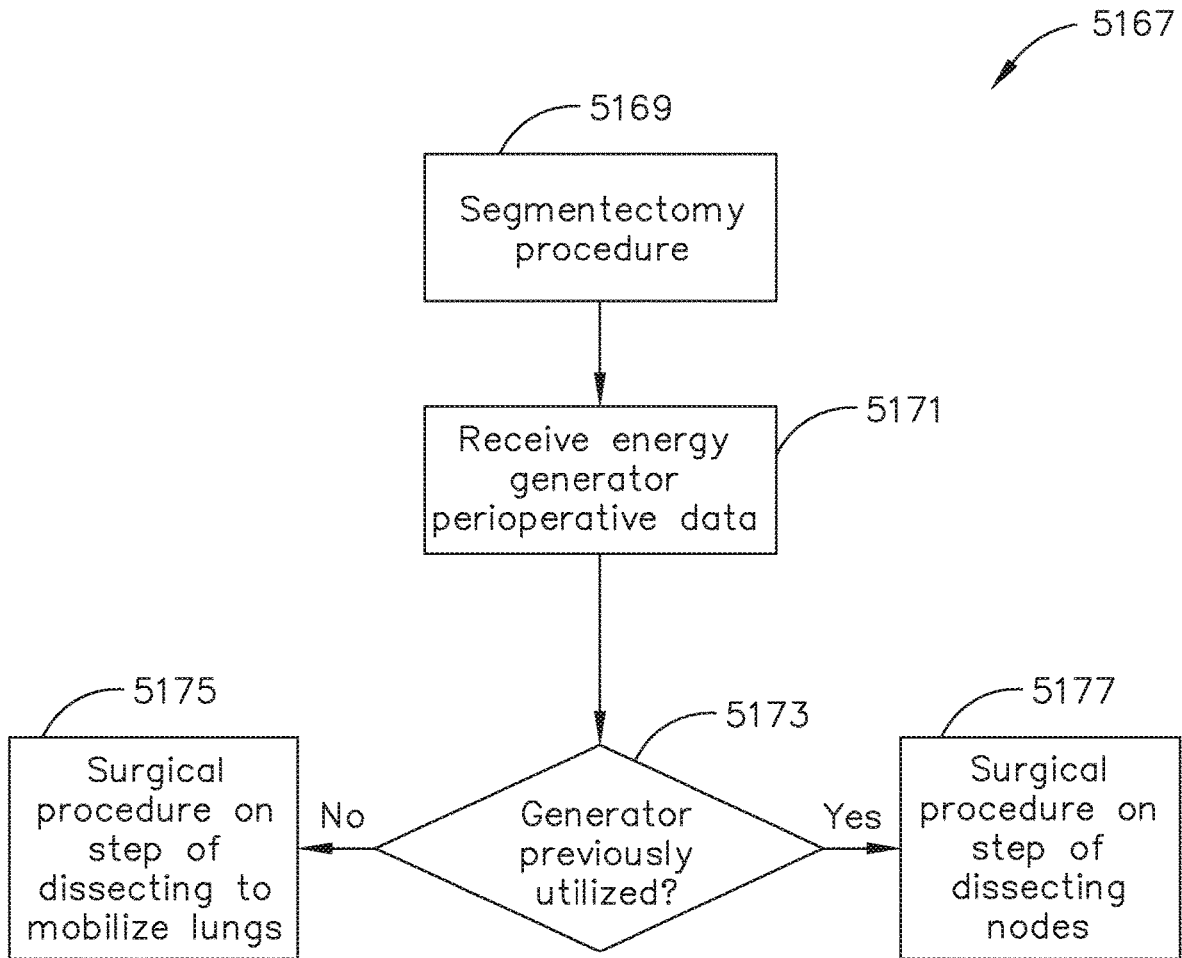 5167
5169
Segmentectomy
procedure
5171
Receive energy
generator
perioperative data
5175
5173
5177
Surgical
procedure on
step of
dissecting to
mobilize lungs
No
Generator
previously
utilized?
Yes
Surgical
procedure on
step of
dissecting
nodes